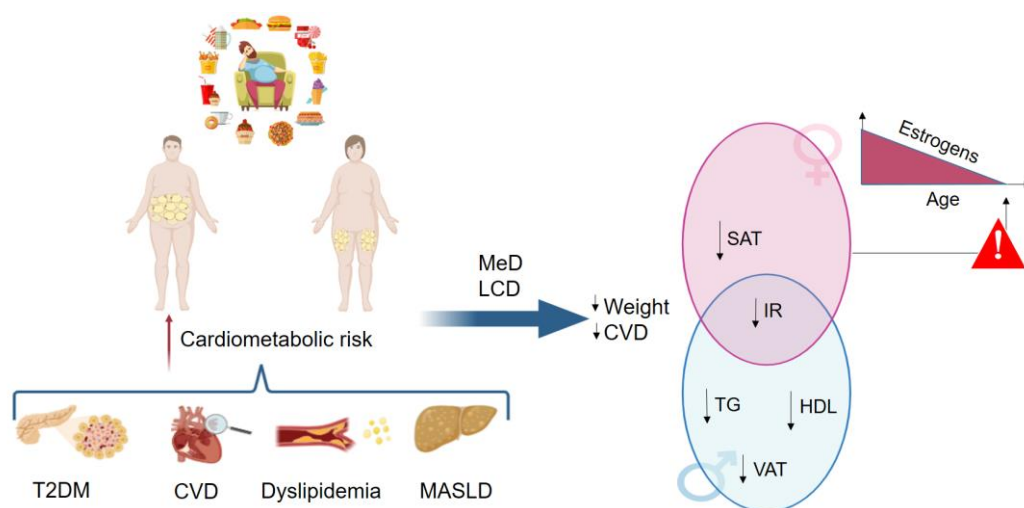 Cardiometabolic risk
T2DM
CVD
Dyslipidemia
MASLD
MeD
LCD
↓ Weight
↓ CVD
↓ SAT
↓ IR
↓ TG
↓ HDL
↓ VAT
Estrogens
Age
!